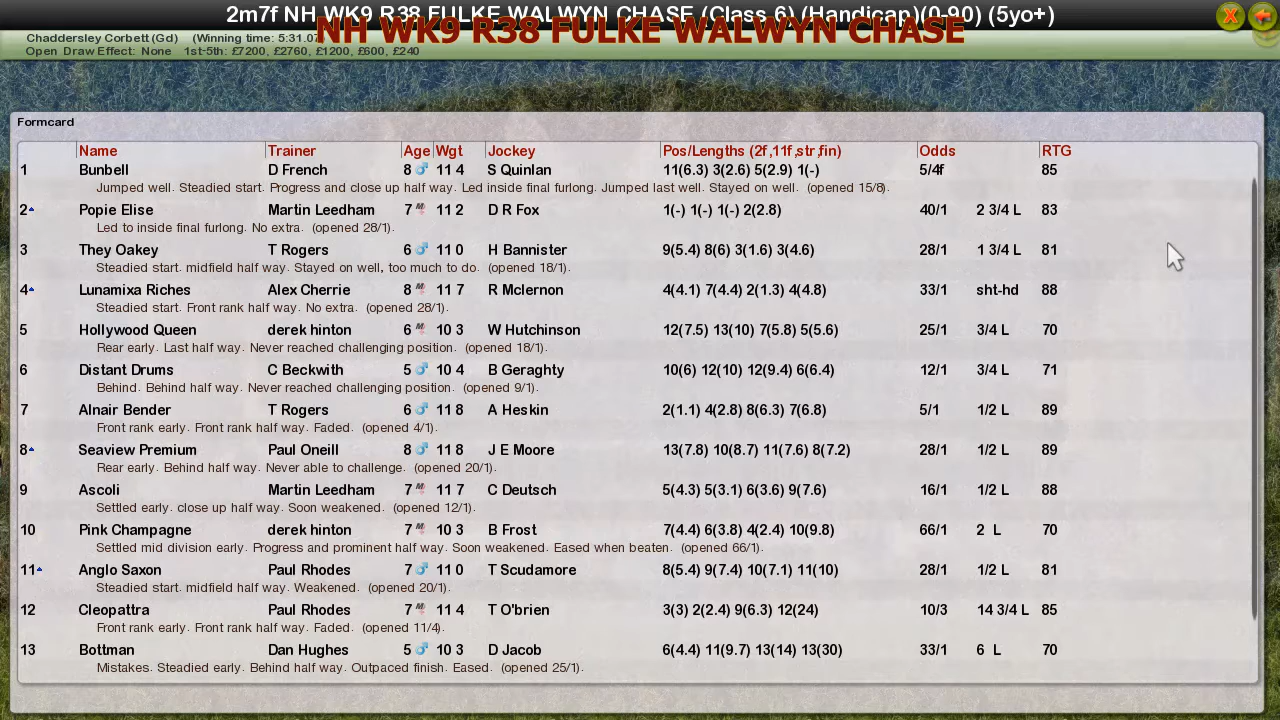 2m7f NH WK9 R38 FULKE WALWYN CHASE (Class 6) (Handicap)(0-90) (5yo+)
NH WK9 R38 FULKE WALWYN CHASE
Chaddersley Corbett(Gd) (Winning time: 5:31.07
Open Draw Effect: None 1st-5th: £7200, £2760, £1200, £600, £240
Formcard
Name Trainer Age Wgt Jockey Pos/Lengths (2f,11f,str,fin) Odds RTG
1 Bunbell D French 8 11 4 S Quinlan 11(6.3) 3(2.6) 5(2.9) 1(-) 5/4f 85
Jumped well. Steadied start. Progress and close up half way. Led inside final furlong. Jumped last well. Stayed on well. (opened 15/8).
2 Popie Elise Martin Leedham 7 11 2 D R Fox 1(-) 1(-) 1(-) 2(2.8) 40/1 2 3/4 L 83
Led to inside final furlong. No extra. (opened 28/1).
3 They Oakey T Rogers 6 11 0 H Bannister 9(5.4) 8(6) 3(1.6) 3(4.6) 28/1 1 3/4 L 81
Steadied start. midfield half way. Stayed on well, too much to do. (opened 18/1).
4 Lunamixa Riches Alex Cherrie 8 11 7 R Mclernon 4(4.1) 7(4.4) 2(1.3) 4(4.8) 33/1 sht-hd 88
Steadied start. Front rank half way. No extra. (opened 28/1).
5 Hollywood Queen derek hinton 6 10 3 W Hutchinson 12(7.5) 13(10) 7(5.8) 5(5.6) 25/1 3/4 L 70
Rear early. Last half way. Never reached challenging position. (opened 18/1).
6 Distant Drums C Beckwith 5 10 4 B Geraghty 10(6) 12(10) 12(9.4) 6(6.4) 12/1 3/4 L 71
Behind. Behind half way. Never reached challenging position. (opened 9/1).
7 Alnair Bender T Rogers 6 11 8 A Heskin 2(1.1) 4(2.8) 8(6.3) 7(6.8) 5/1 1/2 L 89
Front rank early. Front rank half way. Faded. (opened 4/1).
8 Seaview Premium Paul Oneill 8 11 8 J E Moore 13(7.8) 10(8.7) 11(7.6) 8(7.2) 28/1 1/2 L 89
Rear early. Behind half way. Never able to challenge. (opened 20/1).
9 Ascoli Martin Leedham 7 11 7 C Deutsch 5(4.3) 5(3.1) 6(3.6) 9(7.6) 16/1 1/2 L 88
Settled early. close up half way. Soon weakened. (opened 12/1).
10 Pink Champagne derek hinton 7 10 3 B Frost 7(4.4) 6(3.8) 4(2.4) 10(9.8) 66/1 2 L 70
Settled mid division early. Progress and prominent half way. Soon weakened. Eased when beaten. (opened 66/1).
11 Anglo Saxon Paul Rhodes 7 11 0 T Scudamore 8(5.4) 9(7.4) 10(7.1) 11(10) 28/1 1/2 L 81
Steadied start. midfield half way. Weakened. (opened 20/1).
12 Cleopattra Paul Rhodes 7 11 4 T O'brien 3(3) 2(2.4) 9(6.3) 12(24) 10/3 14 3/4 L 85
Front rank early. Front rank half way. Faded. (opened 11/4).
13 Bottman Dan Hughes 5 10 3 D Jacob 6(4.4) 11(9.7) 13(14) 13(30) 33/1 6 L 70
Mistakes. Steadied early. Behind half way. Outpaced finish. Eased. (opened 25/1).